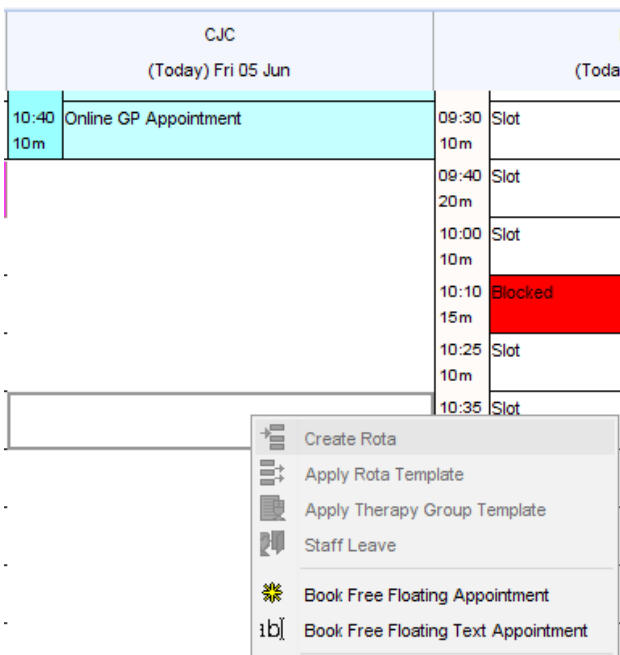 CJC
(Today) Fri 05 Jun
(Toda
10:40 Online GP Appointment
10m
09:30 Slot
10m
09:40 Slot
20m
10:00 Slot
10m
10:10 Blocked
15m
10:25 Slot
10m
10:35 Slot
Create Rota
Apply Rota Template
Apply Therapy Group Template
Staff Leave
Book Free Floating Appointment
Book Free Floating Text Appointment